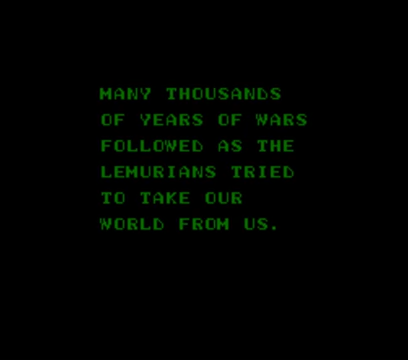 MANY THOUSANDS
OF YEARS OF WARS
FOLLOWED AS THE
LEMURIANS TRIED
TO TAKE OUR
WORLD FROM US.